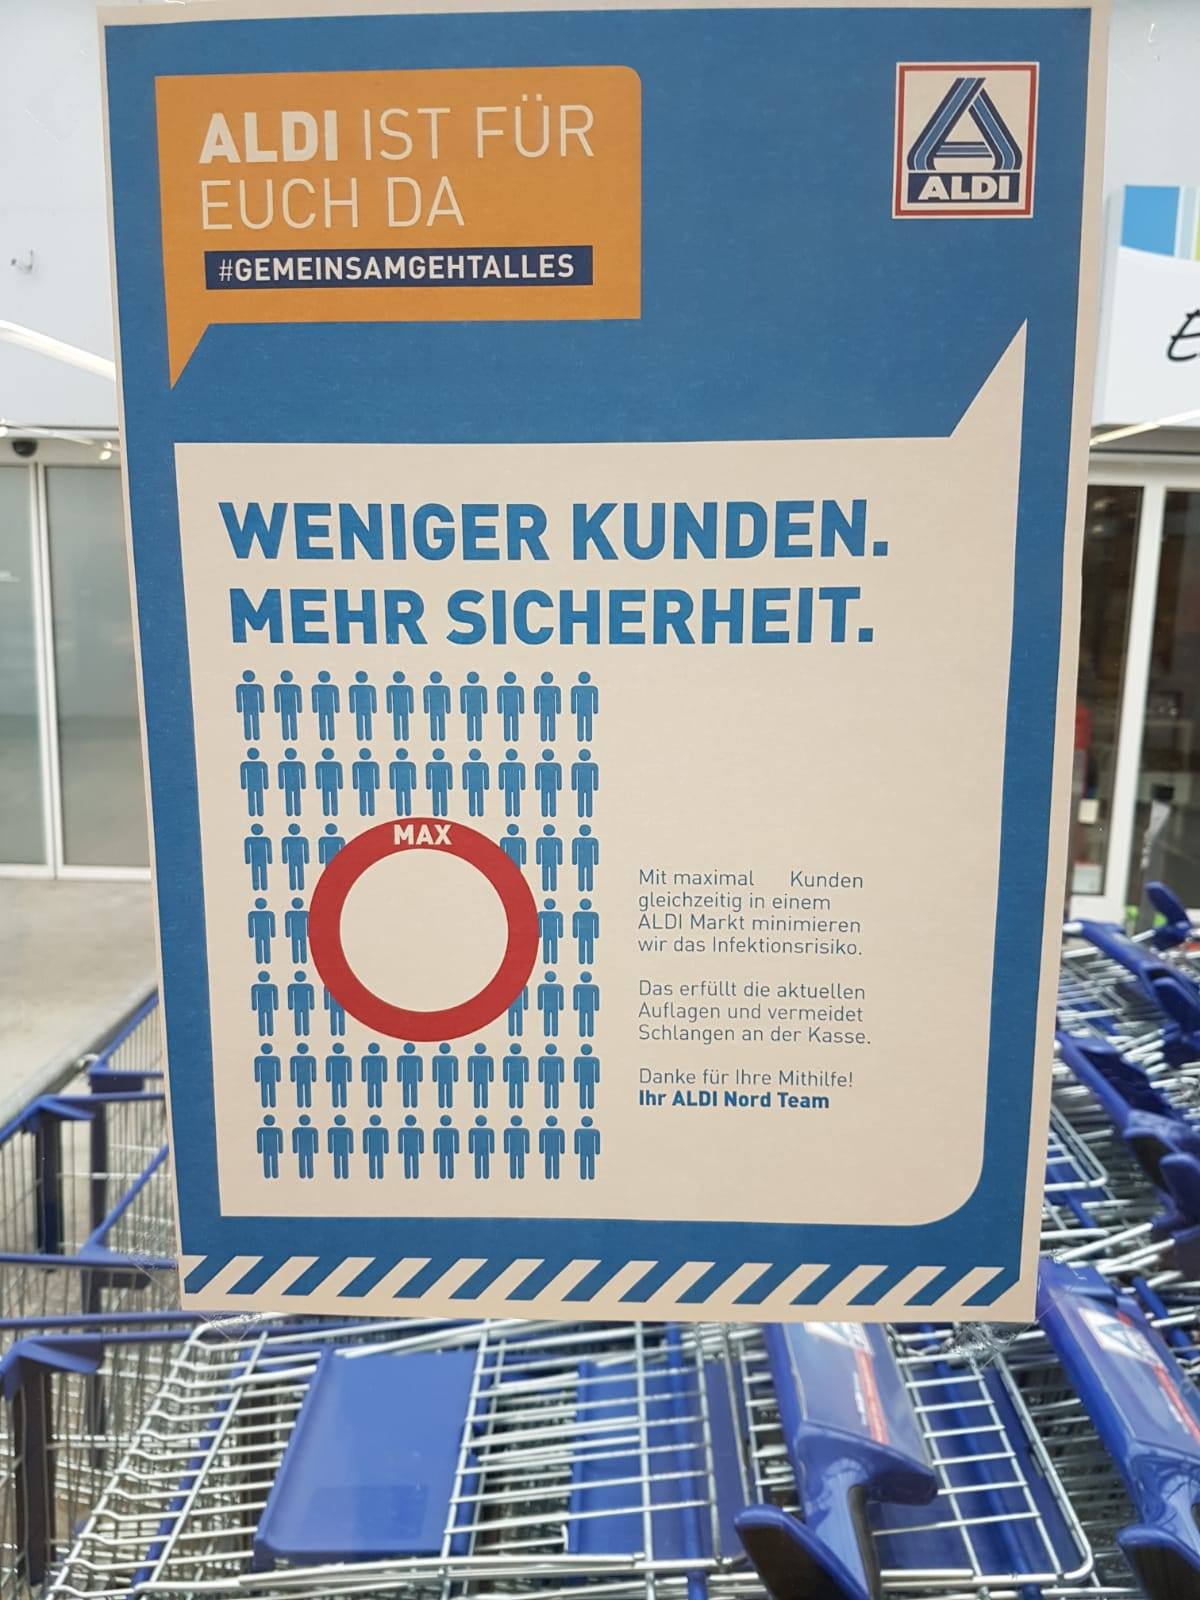 ALDI IST FÜR
EUCH DA
#GEMEINSAMGEHTALLES
ALDI
WENIGER KUNDEN.
MEHR SICHERHEIT.
MAX
Mit maximal Kunden
gleichzeitig in einem
ALDI Markt minimieren
wir das Infektionsrisiko.
Das erfüllt die aktuellen
Auflagen und vermeidet
Schlangen an der Kasse.
Danke für Ihre Mithilfe!
Ihr ALDI Nord Team